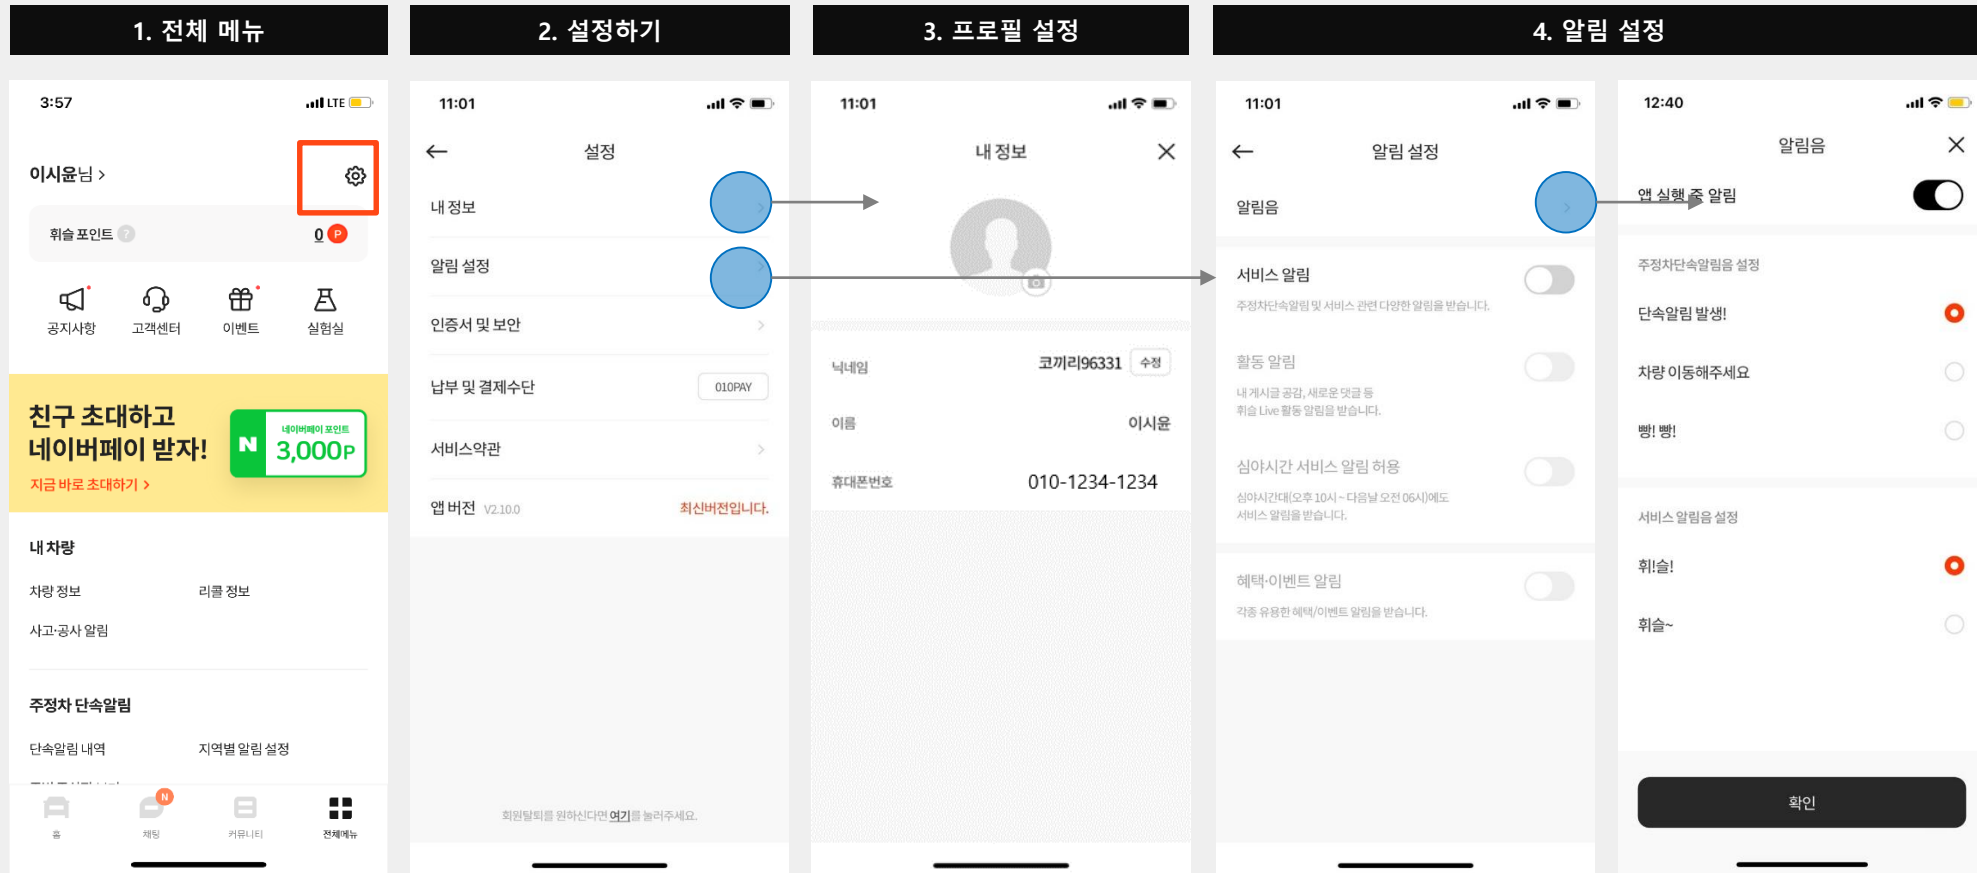 1. 전체 메뉴
2. 설정하기
3. 프로필 설정
4. 알림 설정
3:57
LTE
이시윤님 >
휘슬 포인트 ?
0 P
공지사항
고객센터
이벤트
실험실
친구 초대하고
네이버페이 받자!
지금 바로 초대하기 >
N
네이버페이 포인트
3,000P
내 차량
차량 정보
리콜 정보
사고·공사 알림
주정차 단속알림
단속알림 내역
지역별 알림 설정
홈
N
채팅
커뮤니티
전체메뉴
11:01
설정
내 정보
알림 설정
인증서 및 보안
납부 및 결제수단
010PAY
서비스약관
앱 버전 V2.10.0
최신버전입니다.
회원탈퇴를 원하신다면 여기를 눌러주세요.
11:01
내 정보
닉네임
코끼리96331
수정
이름
이시윤
휴대폰번호
010-1234-1234
11:01
알림 설정
알림음
서비스 알림
주정차단속알림 및 서비스 관련 다양한 알림을 받습니다.
활동 알림
내 게시글 공감, 새로운 댓글 등
휘슬 Live 활동 알림을 받습니다.
심야시간 서비스 알림 허용
심야시간대(오후 10시 ~ 다음날 오전 06시)에도
서비스 알림을 받습니다.
혜택·이벤트 알림
각종 유용한 혜택/이벤트 알림을 받습니다.
12:40
알림음
앱 실행 중 알림
주정차단속알림음 설정
단속알림 발생!
차량 이동해주세요
빵! 빵!
서비스 알림음 설정
휘!슬!
휘슬~
확인